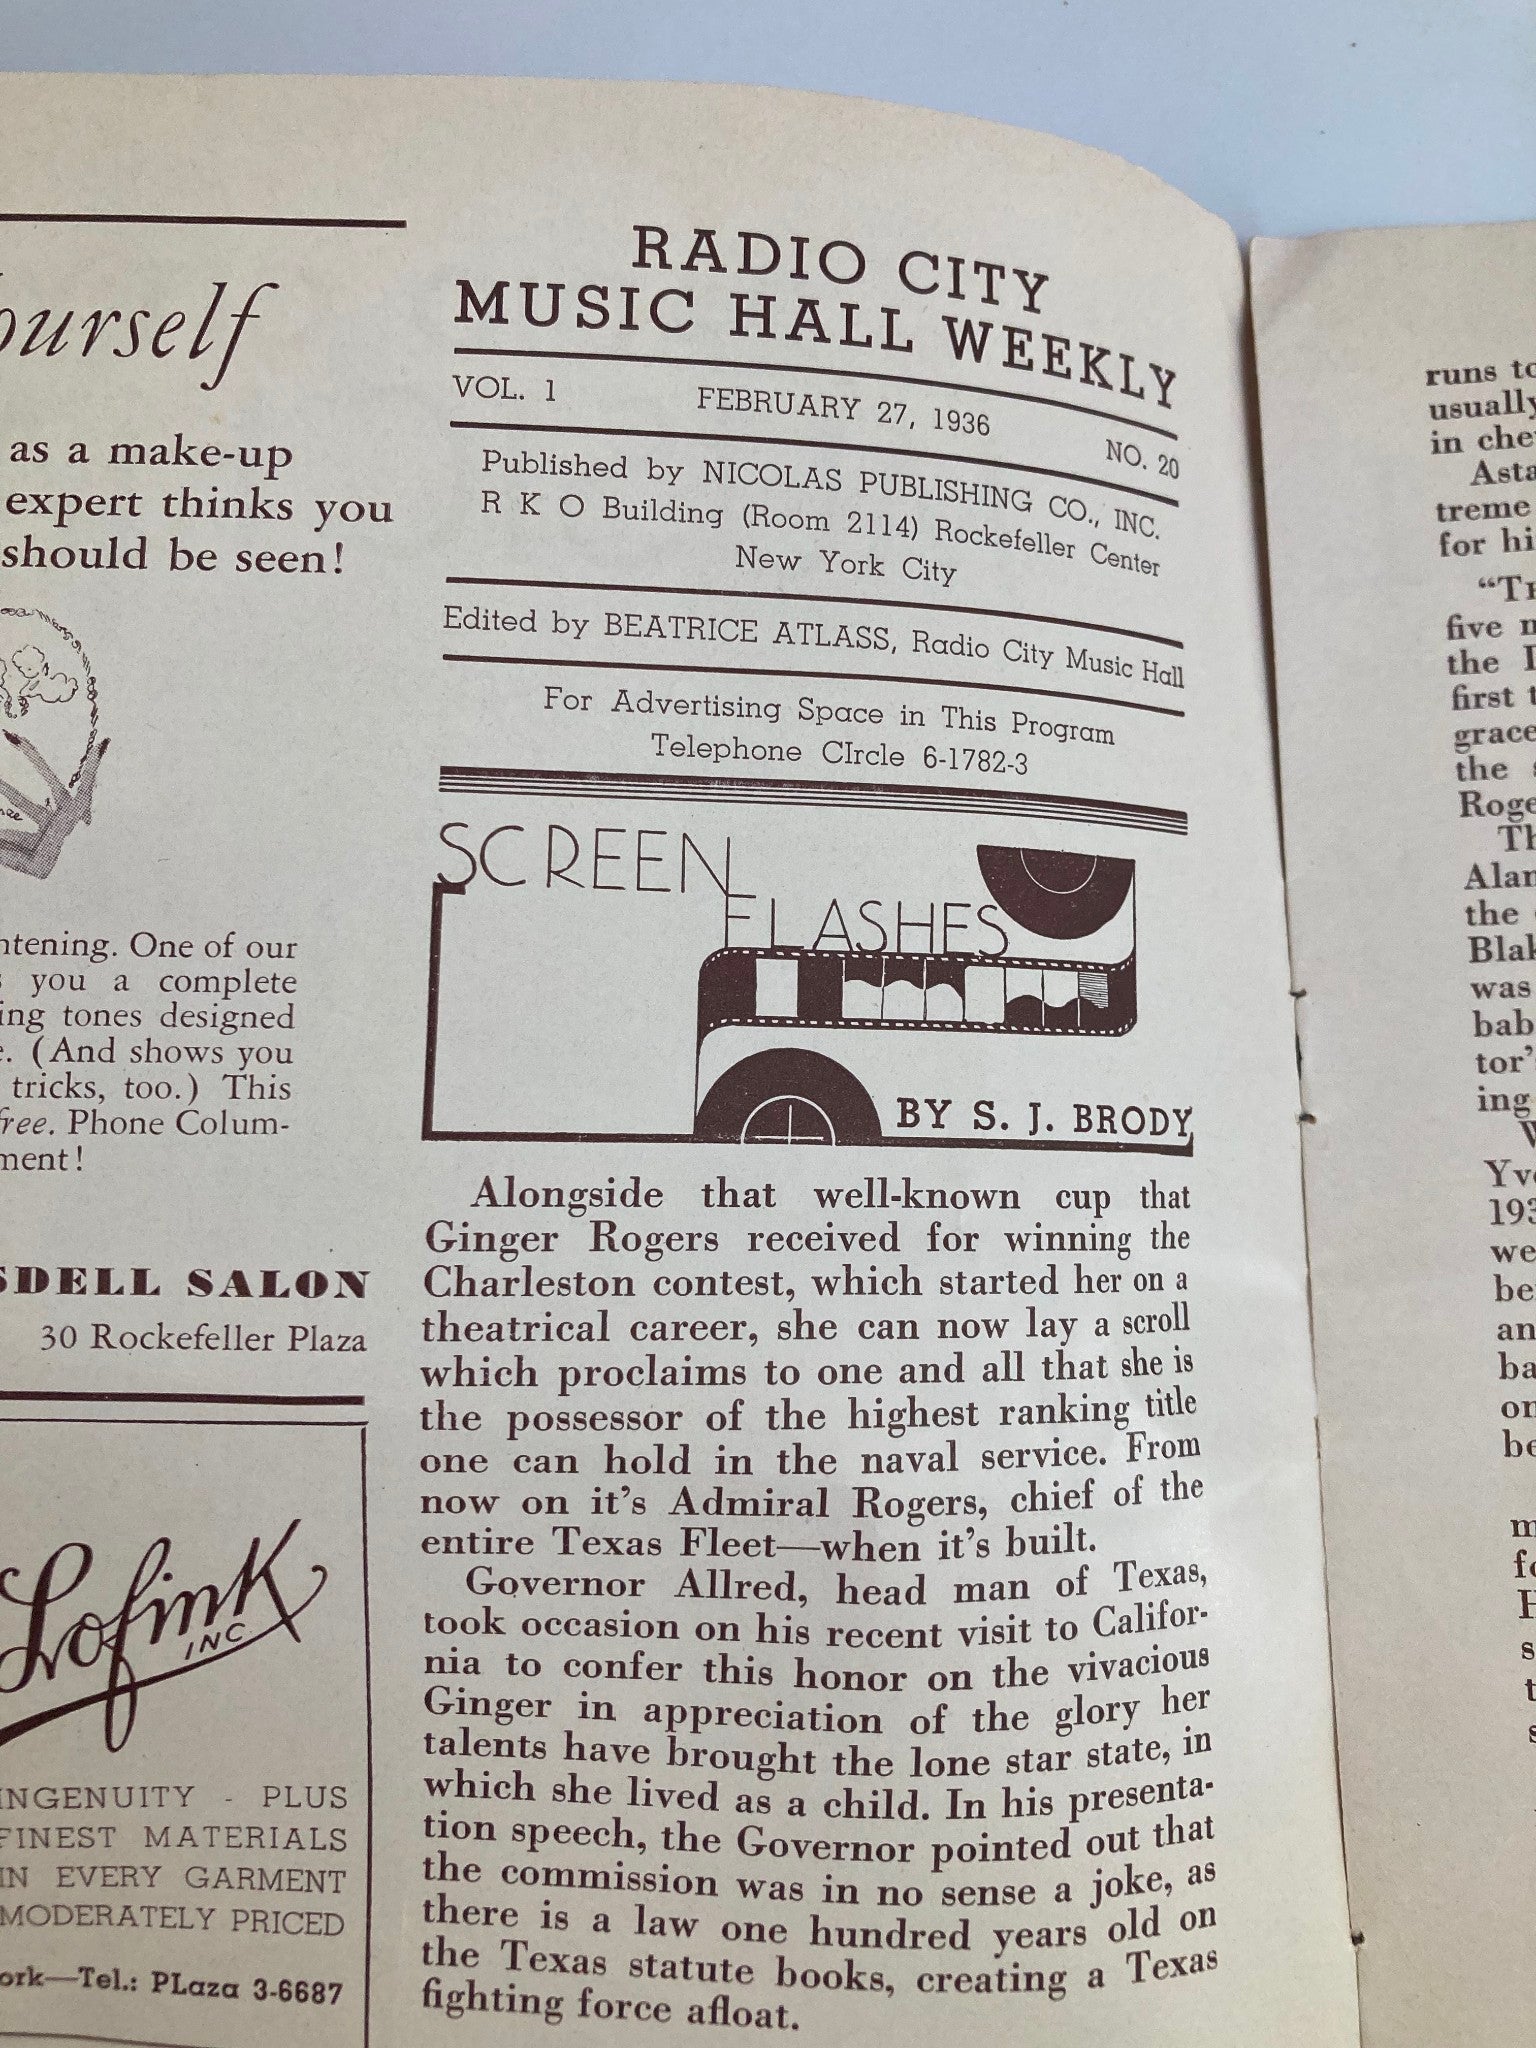 ourself
as a make-up
expert thinks you
should be seen!
One of our
you a complete
ing tones designed
(And shows you
tricks, too.) This
free. Phone Colum-
ment!
SDELL SALON
30 Rockefeller Plaza
Lofink
INC
INGENUITY - PLUS
FINEST MATERIALS
IN EVERY GARMENT
MODERATELY PRICED
ork—Tel.: PLaza 3-6687
RADIO CITY
MUSIC HALL WEEKLY
VOL. 1 FEBRUARY 27, 1936 NO. 20
Published by NICOLAS PUBLISHING CO., INC.
R K O Building (Room 2114) Rockefeller Center
New York City
Edited by BEATRICE ATLASS, Radio City Music Hall
For Advertising Space in This Program
Telephone CIrcle 6-1782-3
SCREEN
FLASHES
BY S. J. BRODY
Alongside that well-known cup that
Ginger Rogers received for winning the
Charleston contest, which started her on a
theatrical career, she can now lay a scroll
which proclaims to one and all that she is
the possessor of the highest ranking title
one can hold in the naval service. From
now on it's Admiral Rogers, chief of the
entire Texas Fleet—when it's built.
Governor Allred, head man of Texas,
took occasion on his recent visit to Califor-
nia to confer this honor on the vivacious
Ginger in appreciation of the glory her
talents have brought the lone star state, in
which she lived as a child. In his presenta-
tion speech, the Governor pointed out that
the commission was in no sense a joke, as
there is a law one hundred years old on
the Texas statute books, creating a Texas
fighting force afloat.
runs to
usually
in che
Asta
treme
for hi
five
the
first
grace
the
Roge
Th
Alan
the
Blak
was
bab
tor's
ing
Yv
193
we
be
an
ba
on
be